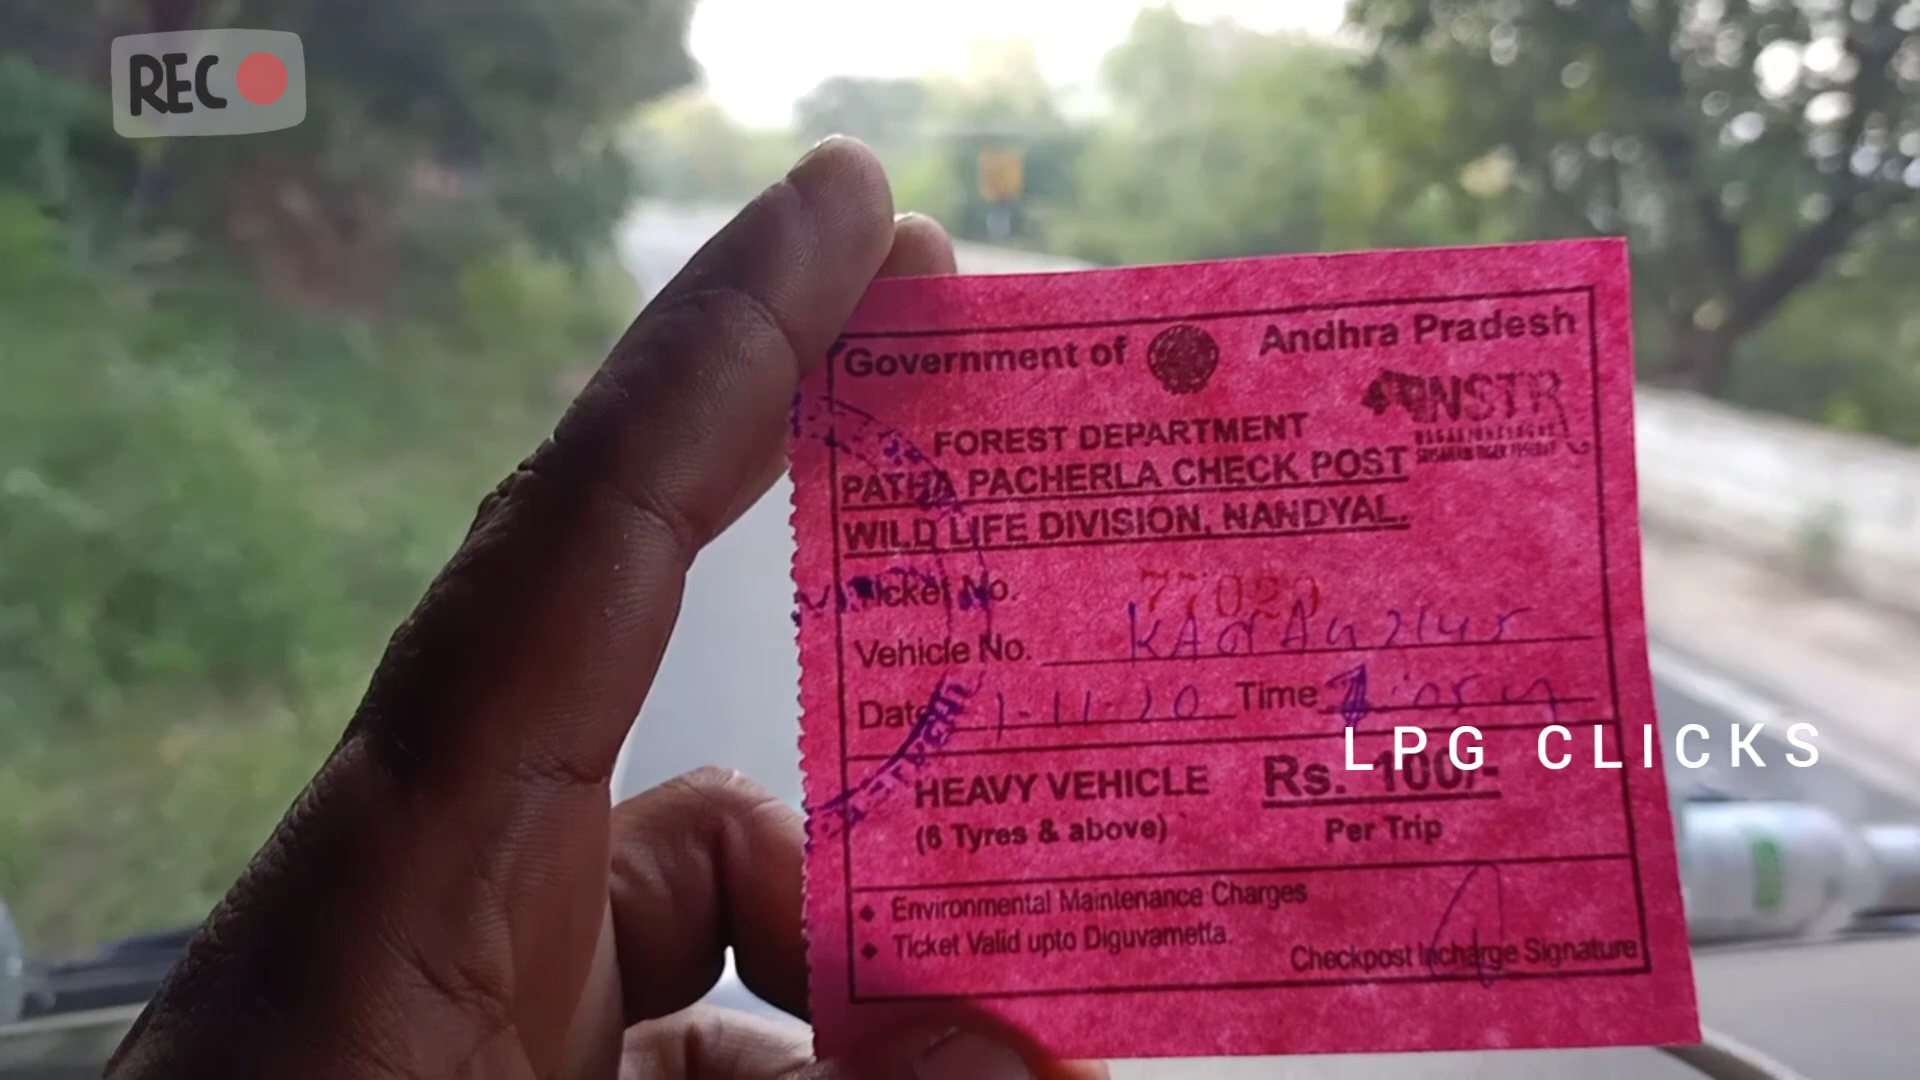 REC
Government of Andhra Pradesh
NSTR
FOREST DEPARTMENT
PATHA PACHERLA CHECK POST
WILD LIFE DIVISION, NANDYAL.
Ticket No. 77029
Vehicle No.
Date 1-11-20 Time
LPG CLICKS
HEAVY VEHICLE Rs. 100/-
(6 Tyres & above) Per Trip
Environmental Maintenance Charges
Ticket Valid upto Diguvametta.
Checkpost Incharge Signature